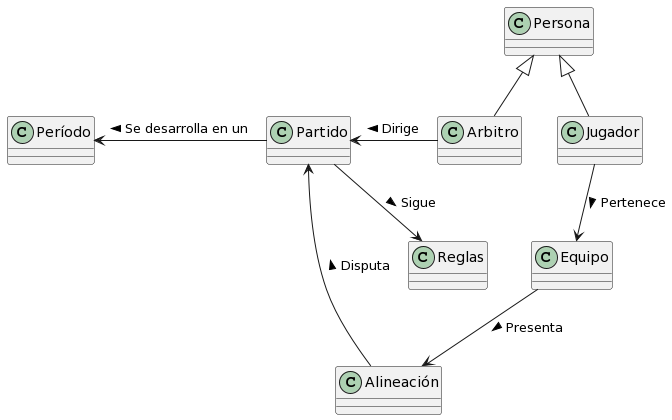 C Persona
C Período
Se desarrolla en un
C Partido
Dirige
C Arbitro
C Jugador
Sigue
Pertenece
Disputa
C Reglas
C Equipo
Presenta
C Alineación